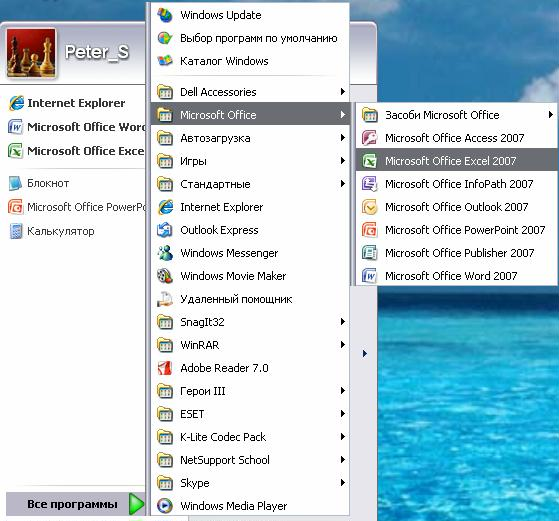 Peter_S
Internet Explorer
Microsoft Office Word
Microsoft Office Exce
Блокнот
Microsoft Office PowerPo
Калькулятор
Все программы
Windows Update
Выбор программ по умолчанию
Каталог Windows
Dell Accessories
Microsoft Office
Автозагрузка
Игры
Стандартные
Internet Explorer
Outlook Express
Windows Messenger
Windows Movie Maker
Удаленный помощник
SnagIt32
WinRAR
Adobe Reader 7.0
Герои III
ESET
K-Lite Codec Pack
NetSupport School
Skype
Windows Media Player
Засоби Microsoft Office
Microsoft Office Access 2007
Microsoft Office Excel 2007
Microsoft Office InfoPath 2007
Microsoft Office Outlook 2007
Microsoft Office PowerPoint 2007
Microsoft Office Publisher 2007
Microsoft Office Word 2007